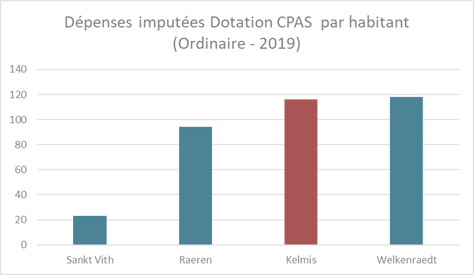 Dépenses imputées Dotation CPAS par habitant
(Ordinaire - 2019)
140
120
100
80
60
40
20
0
Sankt Vith Raeren Kelmis Welkenraedt